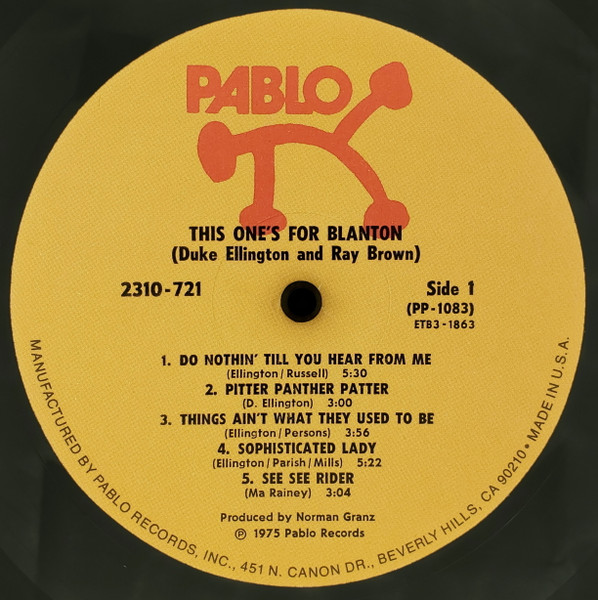 PABLO
THIS ONE'S FOR BLANTON
(Duke Ellington and Ray Brown)
2310-721
Side 1
(PP-1083)
ETB3-1863
1. DO NOTHIN' TILL YOU HEAR FROM ME
(Ellington/Russell) 5:30
2. PITTER PANTHER PATTER
(D. Ellington) 3:00
3. THINGS AIN'T WHAT THEY USED TO BE
(Ellington/Persons) 3:56
4. SOPHISTICATED LADY
(Ellington/Parish/Mills) 5:22
5. SEE SEE RIDER
(Ma Rainey) 3:04
Produced by Norman Granz
℗ 1975 Pablo Records
MANUFACTURED BY PABLO RECORDS, INC., 451 N. CANON DR., BEVERLY HILLS, CA 90210 • MADE IN U.S.A.